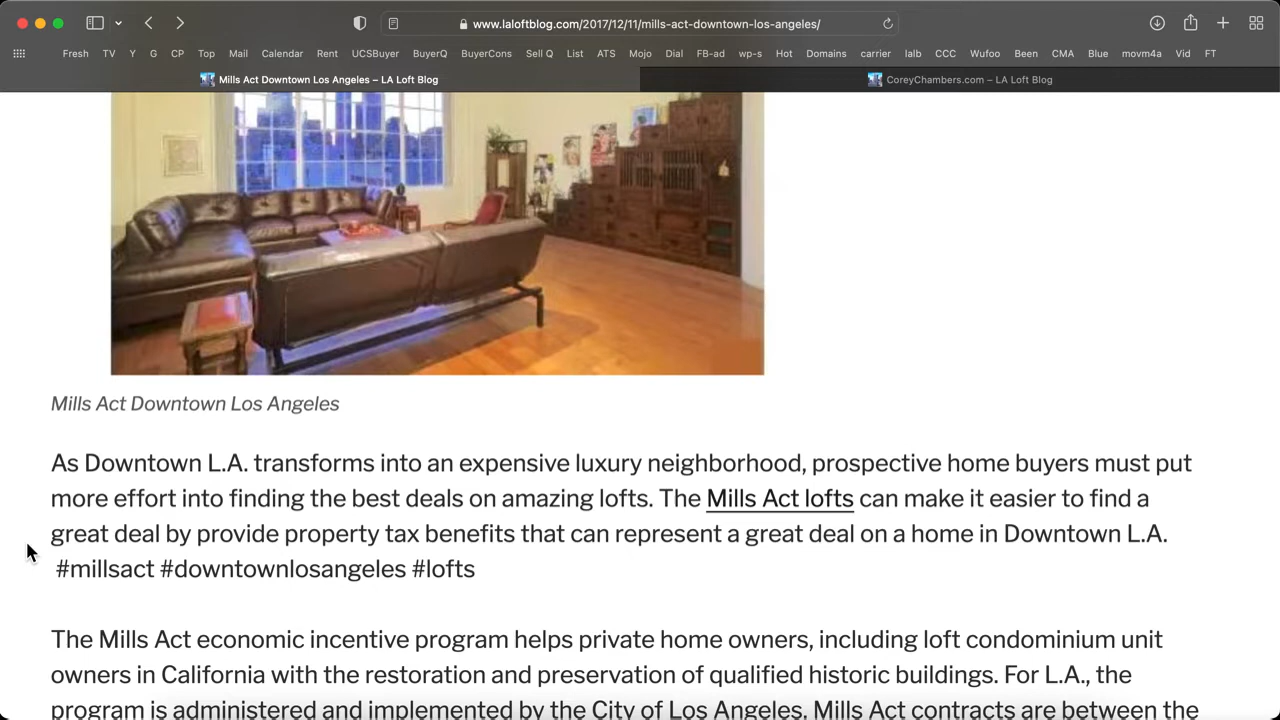 www.laloftblog.com/2017/12/11/mills-act-downtown-los-angeles/
Fresh TV Y G CP Top Mail Calendar Rent UCSBuyer BuyerQ BuyerCons Sell Q List ATS Mojo Dial FB-ad wp-s Hot Domains carrier lalb CCC Wufoo Been CMA Blue movm4a Vid FT
Mills Act Downtown Los Angeles – LA Loft Blog CoreyChambers.com – LA Loft Blog
Mills Act Downtown Los Angeles
As Downtown L.A. transforms into an expensive luxury neighborhood, prospective home buyers must put
more effort into finding the best deals on amazing lofts. The Mills Act lofts can make it easier to find a
great deal by provide property tax benefits that can represent a great deal on a home in Downtown L.A.
#millsact #downtownlosangeles #lofts
The Mills Act economic incentive program helps private home owners, including loft condominium unit
owners in California with the restoration and preservation of qualified historic buildings. For L.A., the
program is administered and implemented by the City of Los Angeles. Mills Act contracts are between the